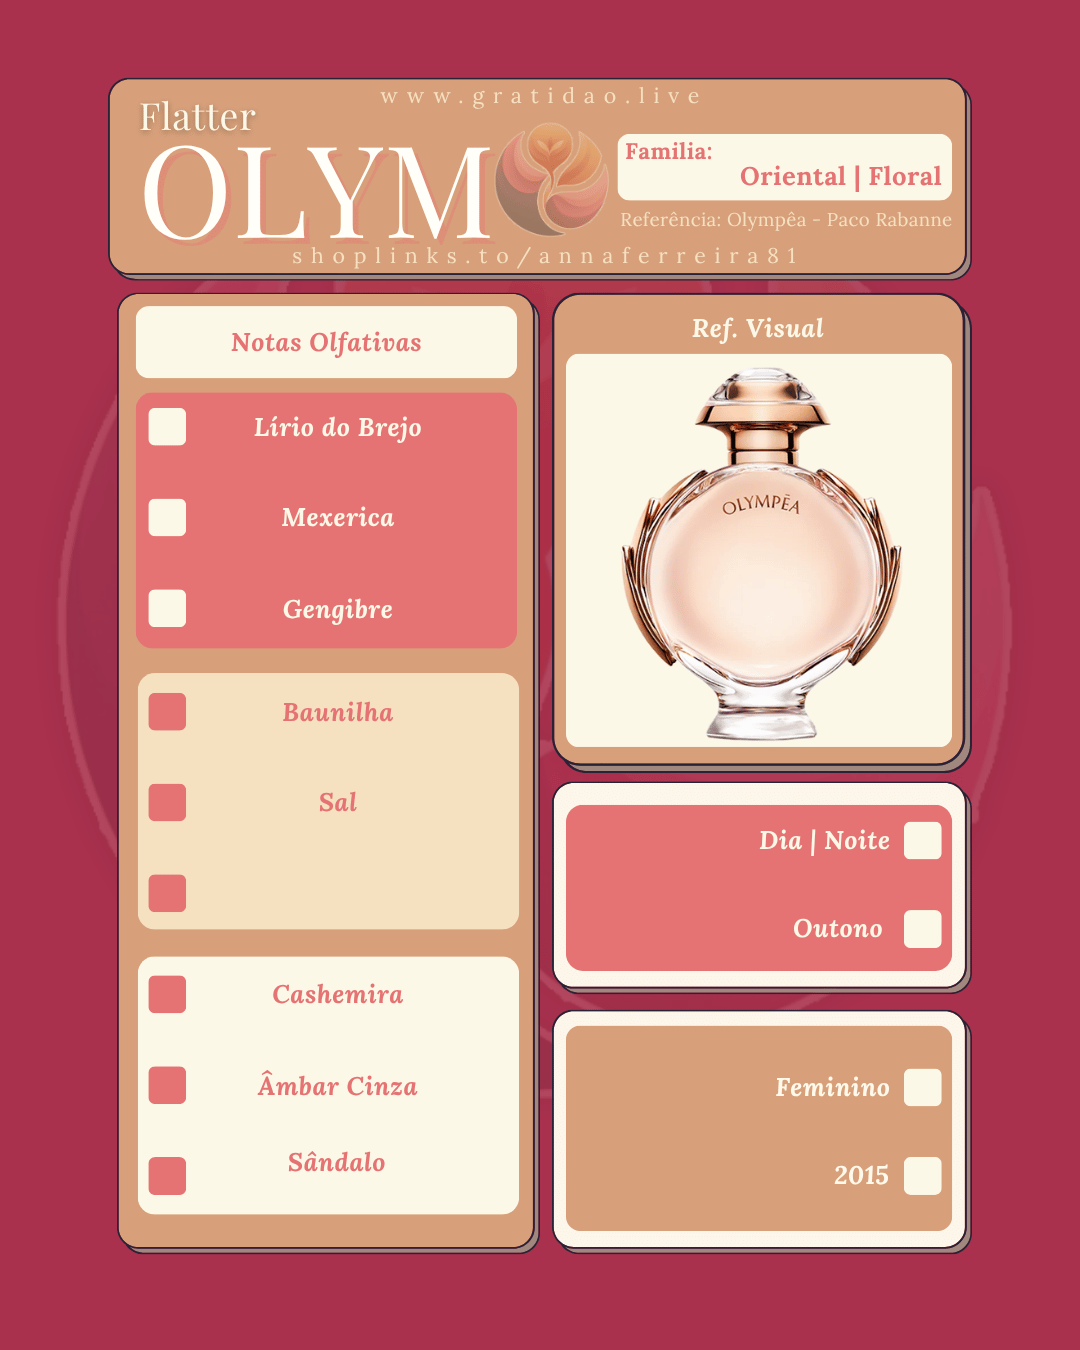 www.gratidao.live
Flatter
OLYM
Familia:
Oriental | Floral
Referência: Olympêa - Paco Rabanne
shoplinks.to/annaferreira81
Notas Olfativas
Lírio do Brejo
Mexerica
Gengibre
Baunilha
Sal
Cashemira
Âmbar Cinza
Sândalo
Ref. Visual
OLYMPĒA
Dia | Noite
Outono
Feminino
2015